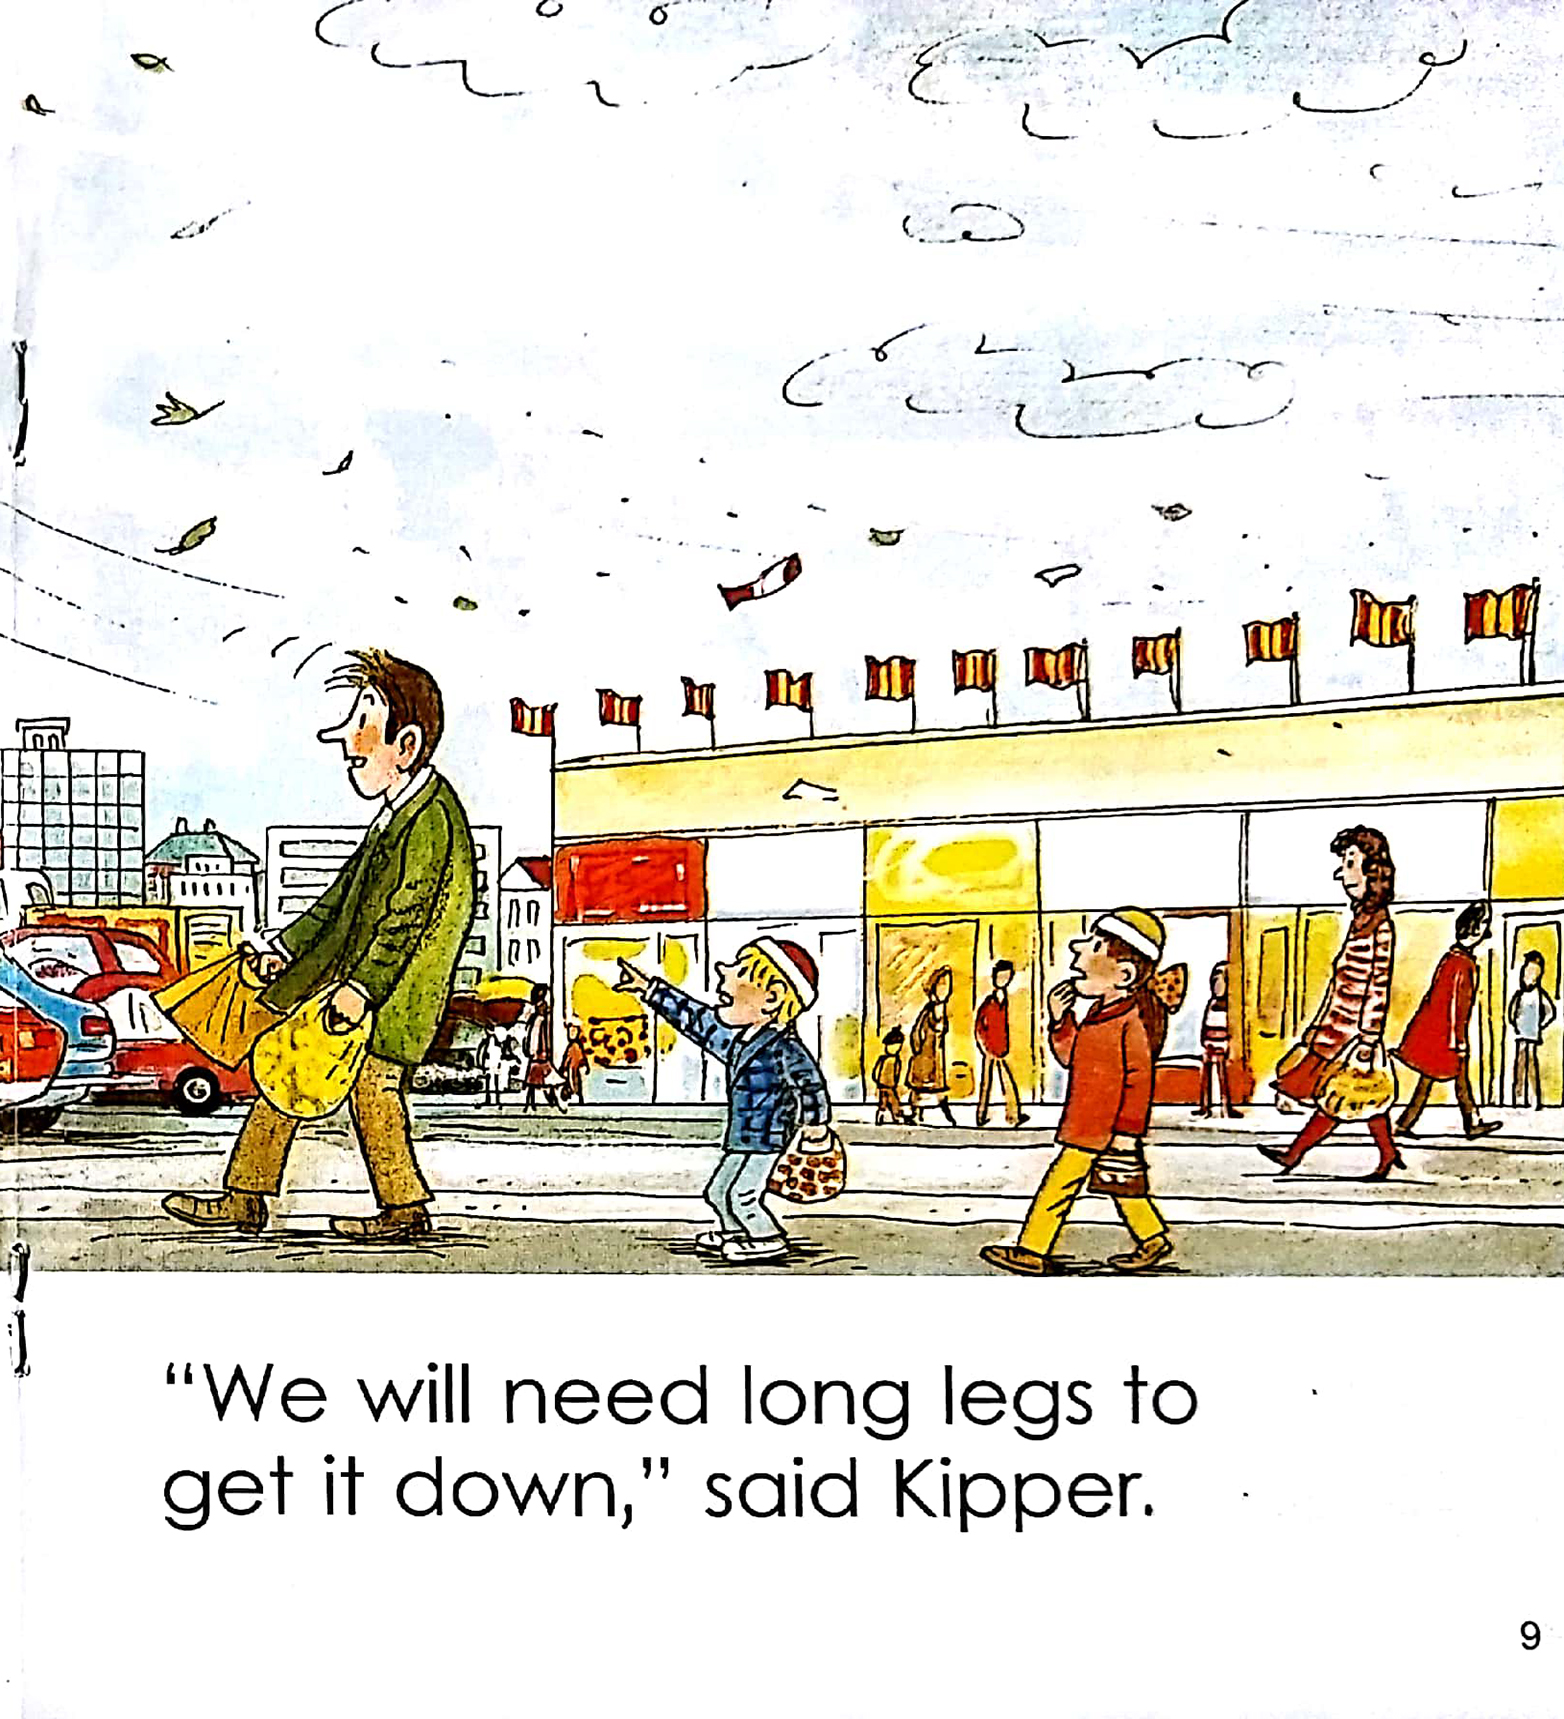 “We will need long legs to
get it down,” said Kipper.
9